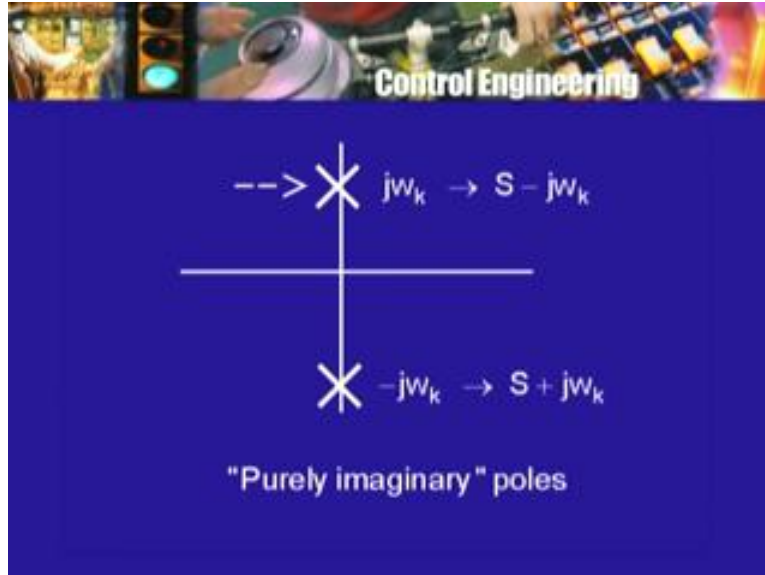 Control Engineering
--> jwₖ → S – jwₖ
–jwₖ → S + jwₖ
"Purely imaginary" poles